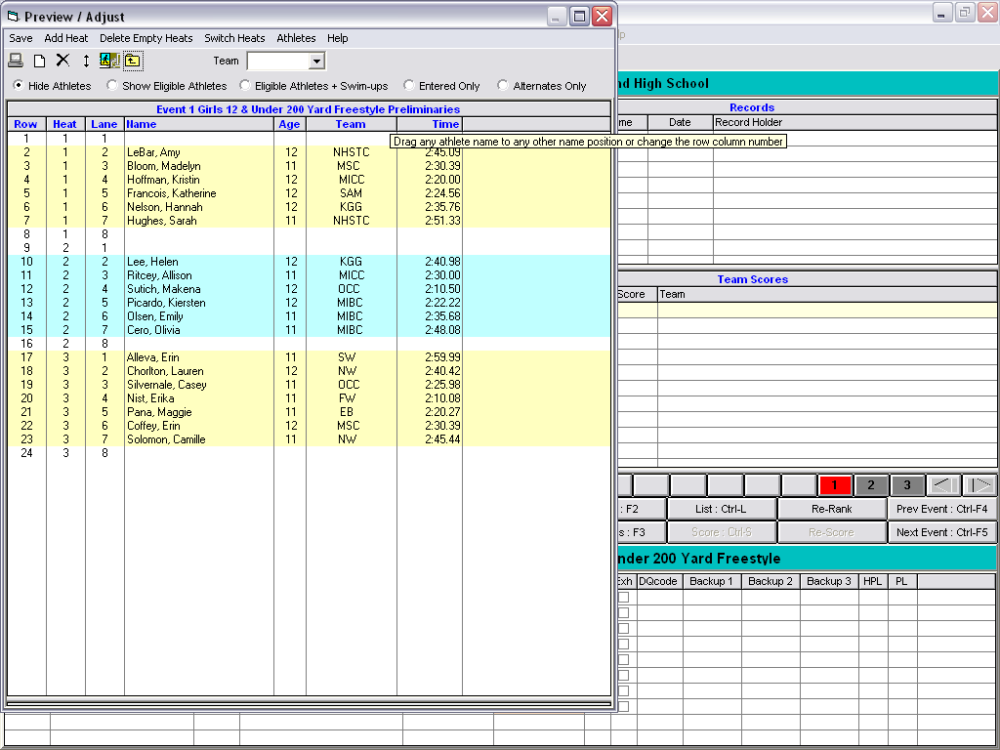 Preview / Adjust
Save Add Heat Delete Empty Heats Switch Heats Athletes Help
Team
Hide Athletes Show Eligible Athletes Eligible Athletes + Swim-ups Entered Only Alternates Only
Event 1 Girls 12 & Under 200 Yard Freestyle Preliminaries
Row Heat Lane Name Age Team Time
Drag any athlete name to any other name position or change the row column number
1 1 1
2 1 2 LeBar, Amy 12 NHSTC 2:45.09
3 1 3 Bloom, Madelyn 11 MSC 2:30.39
4 1 4 Hoffman, Kristin 12 MICC 2:20.00
5 1 5 Francois, Katherine 12 SAM 2:24.56
6 1 6 Nelson, Hannah 12 KGG 2:35.76
7 1 7 Hughes, Sarah 11 NHSTC 2:51.33
8 1 8
9 2 1
10 2 2 Lee, Helen 12 KGG 2:40.98
11 2 3 Ritcey, Allison 11 MICC 2:30.00
12 2 4 Sutich, Makena 12 OCC 2:10.50
13 2 5 Picardo, Kiersten 12 MIBC 2:22.22
14 2 6 Olsen, Emily 11 MIBC 2:35.68
15 2 7 Cero, Olivia 11 MIBC 2:48.08
16 2 8
17 3 1 Alleva, Erin 11 SW 2:59.99
18 3 2 Chorlton, Lauren 12 NW 2:40.42
19 3 3 Silvernale, Casey 11 OCC 2:25.98
20 3 4 Nist, Erika 11 FW 2:10.08
21 3 5 Pana, Maggie 11 EB 2:20.27
22 3 6 Coffey, Erin 12 MSC 2:30.39
23 3 7 Solomon, Camille 11 NW 2:45.44
24 3 8
nd High School
Records
me Date Record Holder
Team Scores
Score Team
1 2 3
: F2 List : Ctrl-L Re-Rank Prev Event : Ctrl-F4
s : F3 Score : Ctrl-S Re-Score Next Event : Ctrl-F5
nder 200 Yard Freestyle
Exh DQcode Backup 1 Backup 2 Backup 3 HPL PL